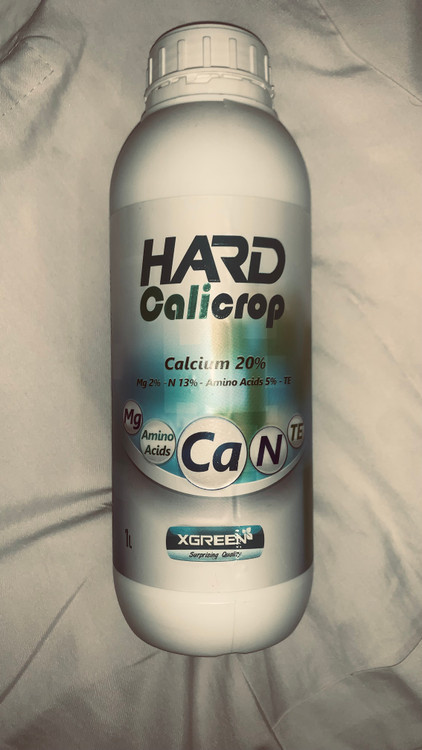 HARD
Calicrop
Calcium 20%
Mg 2% - N 13% - Amino Acids 5% - TE
Mg
Amino
Acids
Ca
N
TE
1L
XGREEN
Surprizing Quality